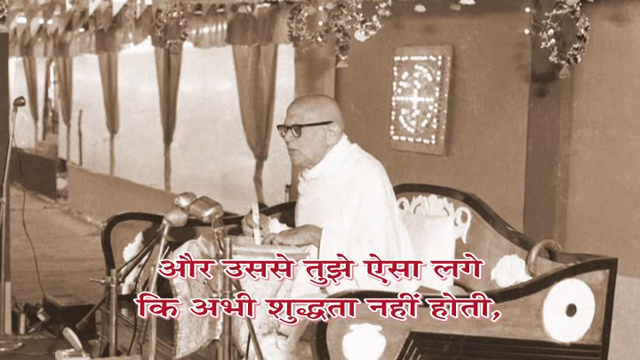 और उससे तुझे ऐसा लगे
कि अभी शुद्धता नहीं होती,